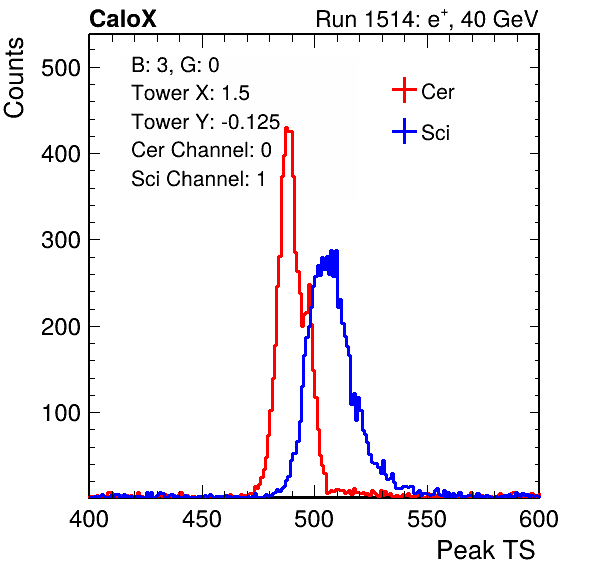 CaloX
Run 1514: e+, 40 GeV
Counts
B: 3, G: 0
Tower X: 1.5
Tower Y: -0.125
Cer Channel: 0
Sci Channel: 1
Cer
Sci
500
400
300
200
100
400
450
500
550
600
Peak TS